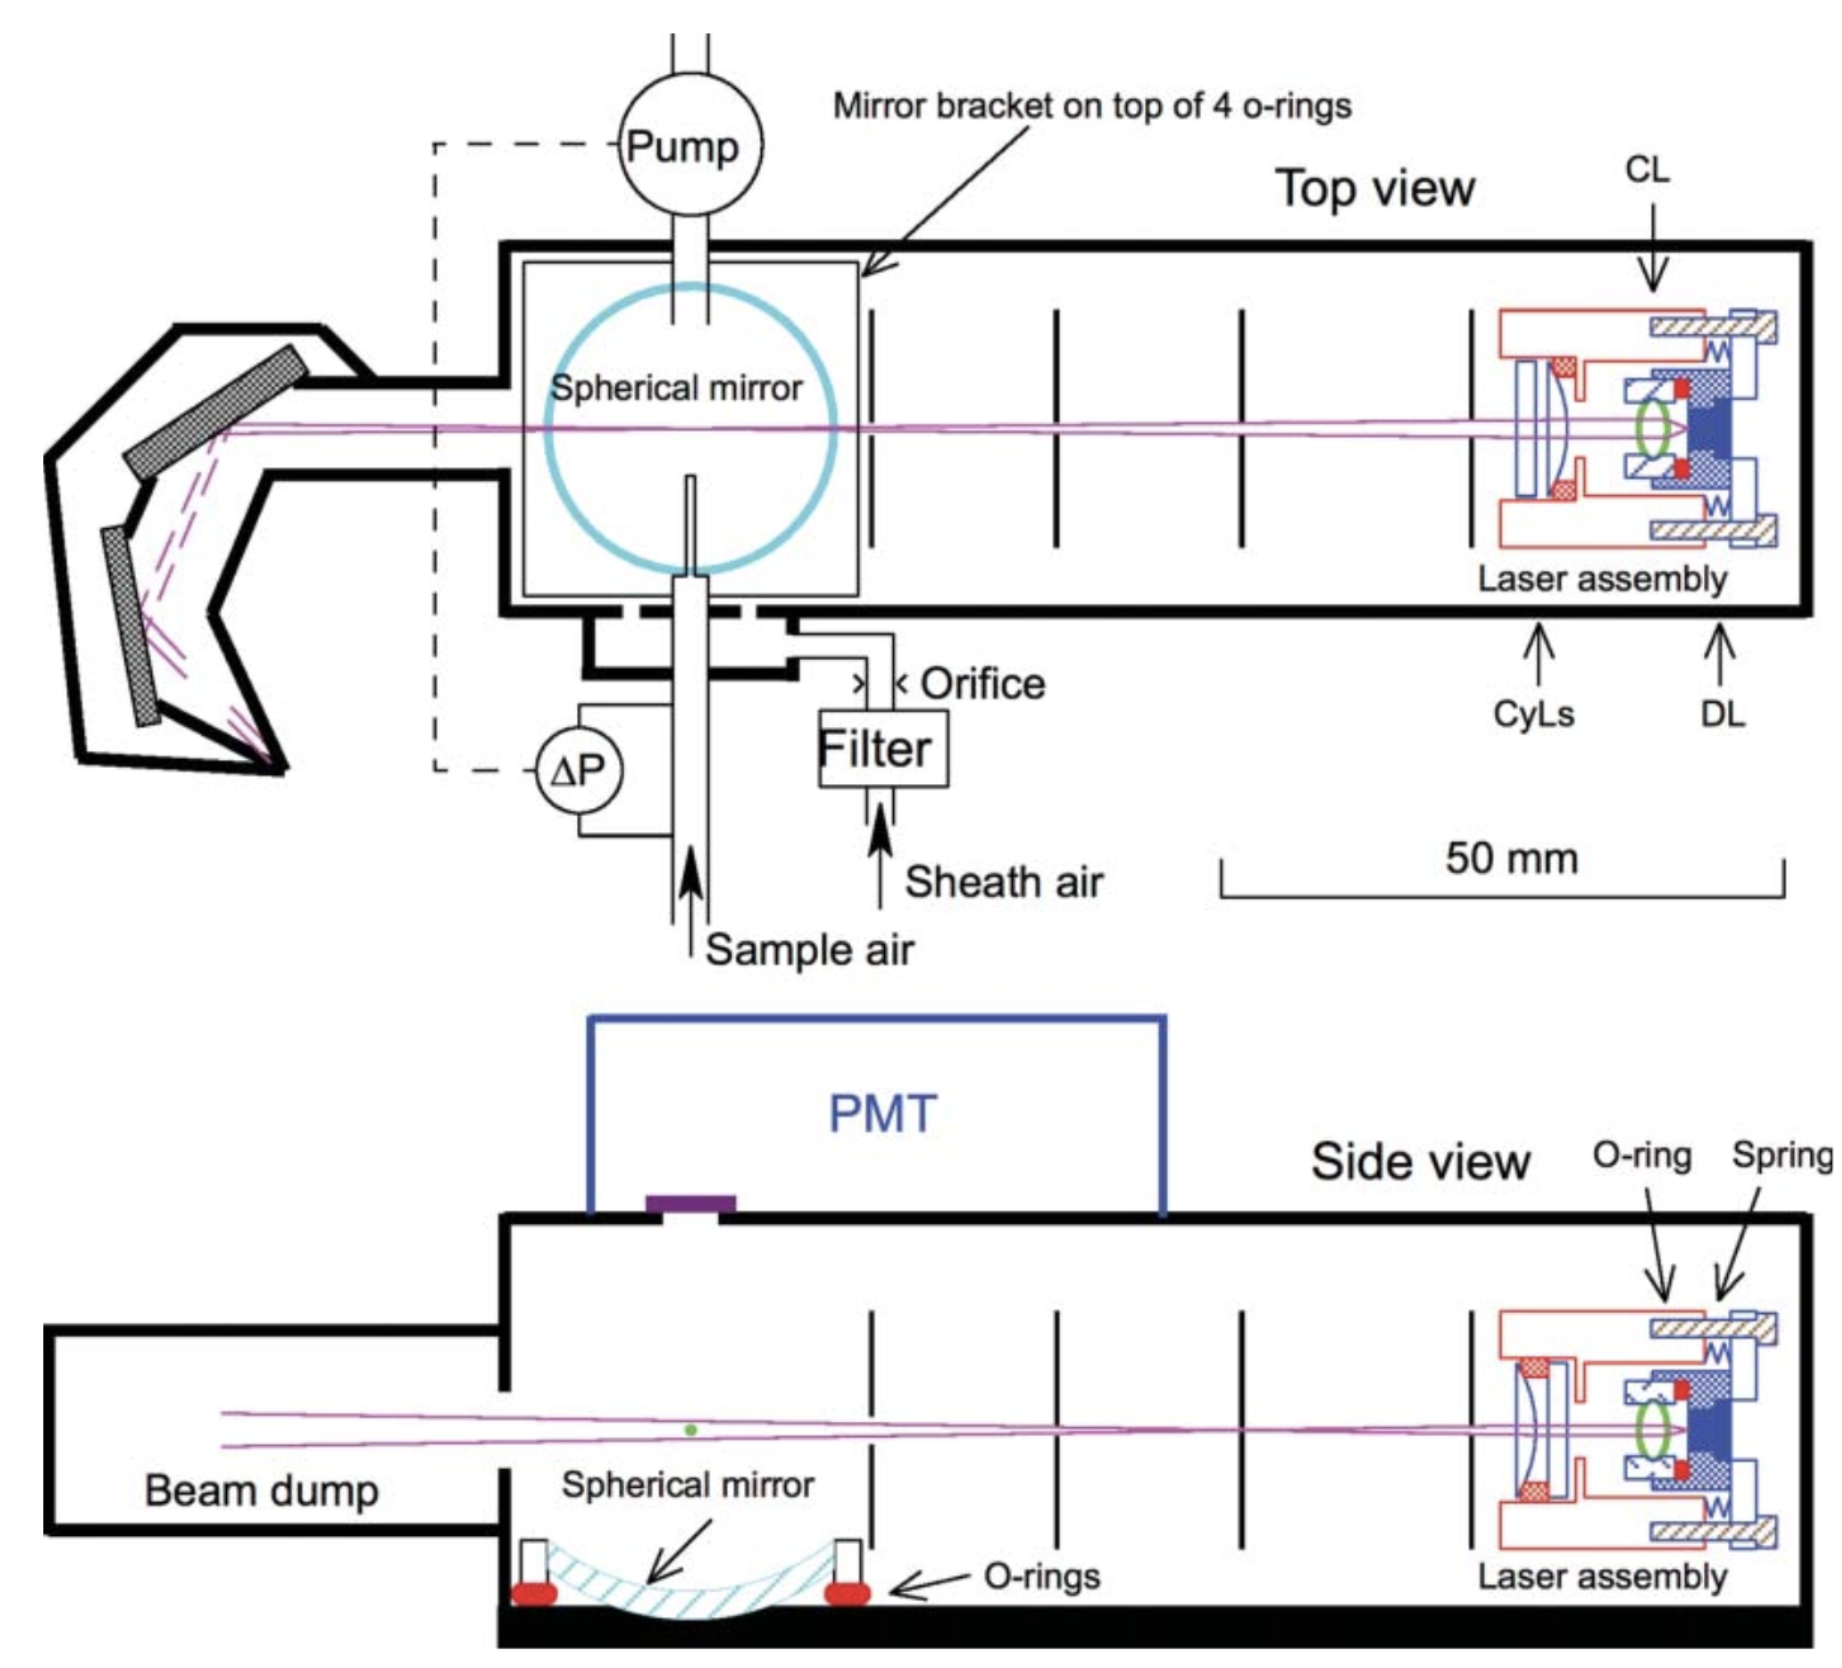 Pump
Mirror bracket on top of 4 o-rings
Top view
CL
Spherical mirror
Laser assembly
CyLs
DL
Orifice
Filter
ΔP
50 mm
Sheath air
Sample air
PMT
Side view
O-ring
Spring
Beam dump
Spherical mirror
O-rings
Laser assembly